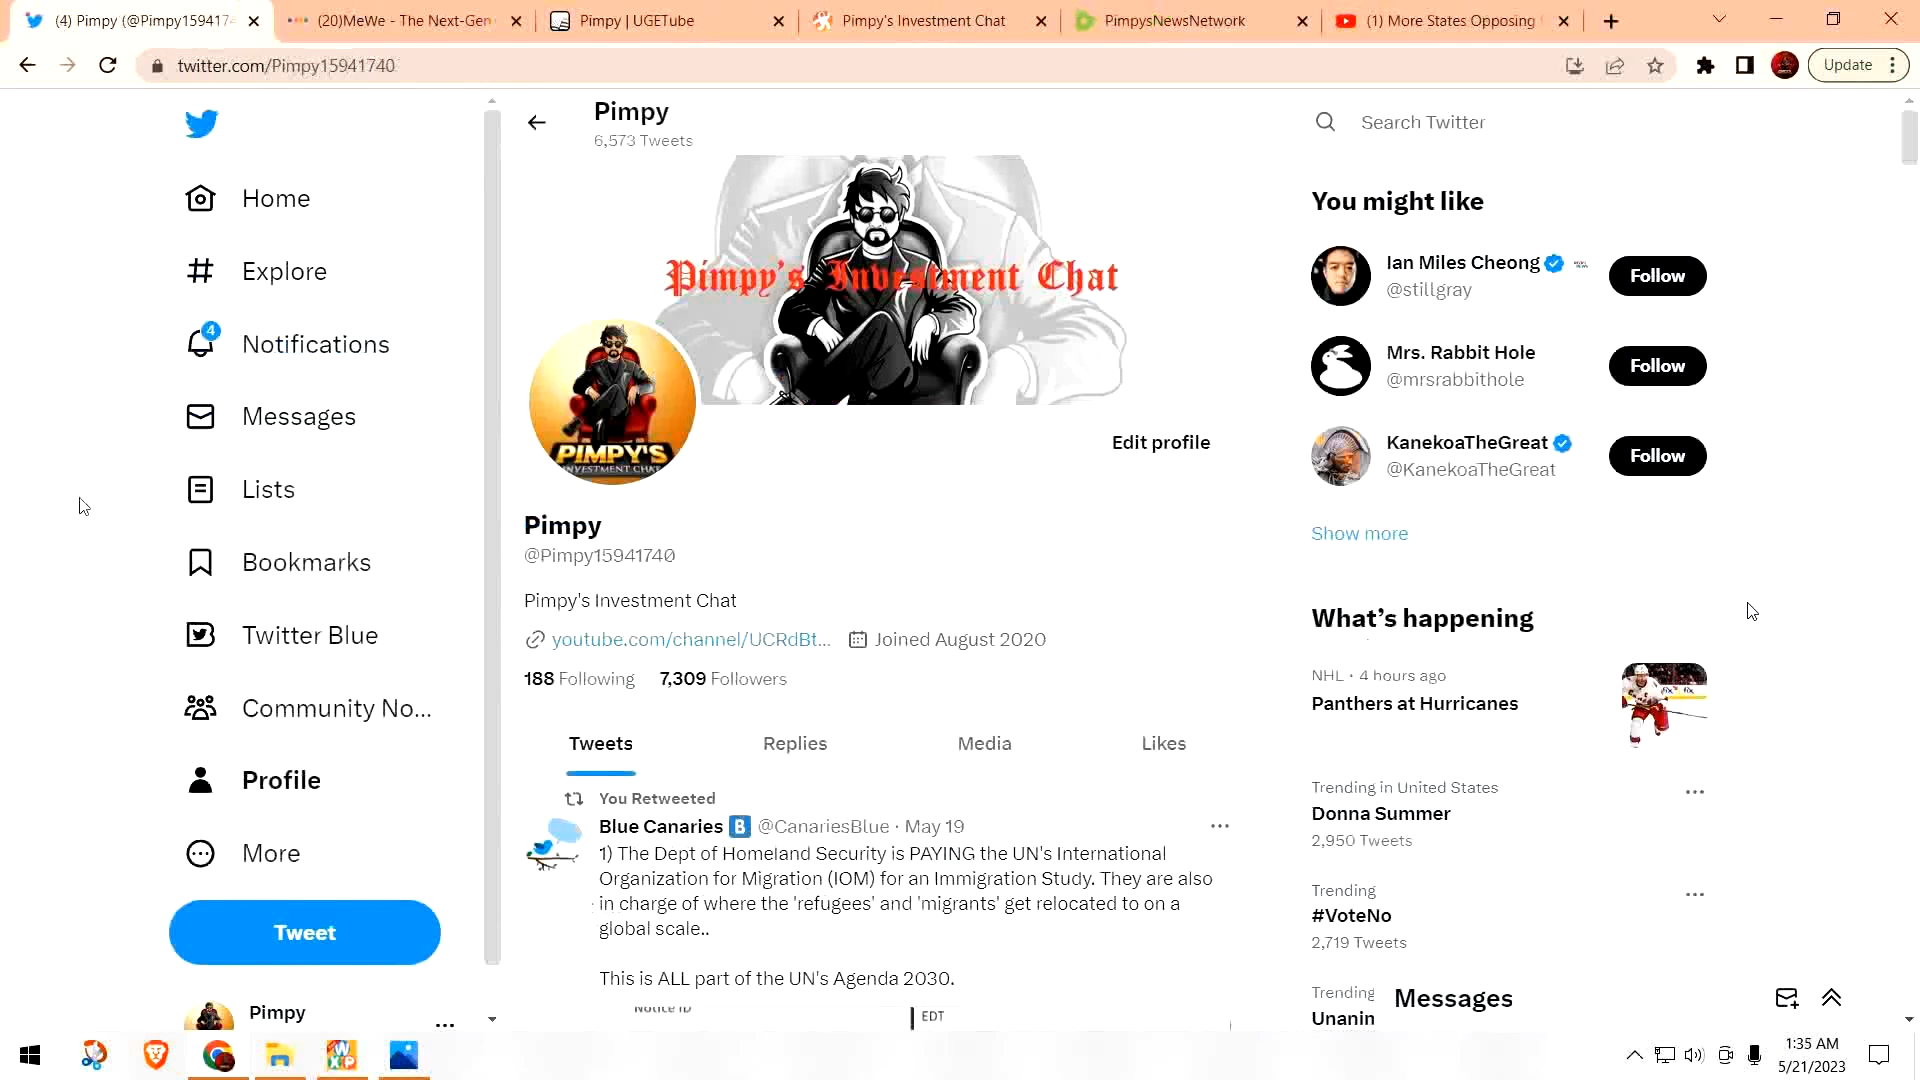 (4) Pimpy (@Pimpy159417
(20)MeWe - The Next-Gen
Pimpy | UGETube
Pimpy's Investment Chat
PimpysNewsNetwork
(1) More States Opposing
twitter.com/Pimpy15941740
Update
Pimpy
6,573 Tweets
Search Twitter
Home
Explore
4
Notifications
Messages
Lists
Bookmarks
Twitter Blue
Community No...
Profile
More
Tweet
Pimpy
Pimpy's Investment Chat
PIMPY'S
INVESTMENT CHAT
Edit profile
Pimpy
@Pimpy15941740
Pimpy's Investment Chat
youtube.com/channel/UCRdBt... Joined August 2020
188 Following 7,309 Followers
Tweets Replies Media Likes
You Retweeted
Blue Canaries B @CanariesBlue · May 19
1) The Dept of Homeland Security is PAYING the UN's International
Organization for Migration (IOM) for an Immigration Study. They are also
in charge of where the 'refugees' and 'migrants' get relocated to on a
global scale..
This is ALL part of the UN's Agenda 2030.
Notice ID
EDT
You might like
Ian Miles Cheong
@stillgray
Follow
Mrs. Rabbit Hole
@mrsrabbithole
Follow
KanekoaTheGreat
@KanekoaTheGreat
Follow
Show more
What's happening
NHL · 4 hours ago
Panthers at Hurricanes
Trending in United States
Donna Summer
2,950 Tweets
Trending
#VoteNo
2,719 Tweets
Trending
Unanin
Messages
1:35 AM
5/21/2023